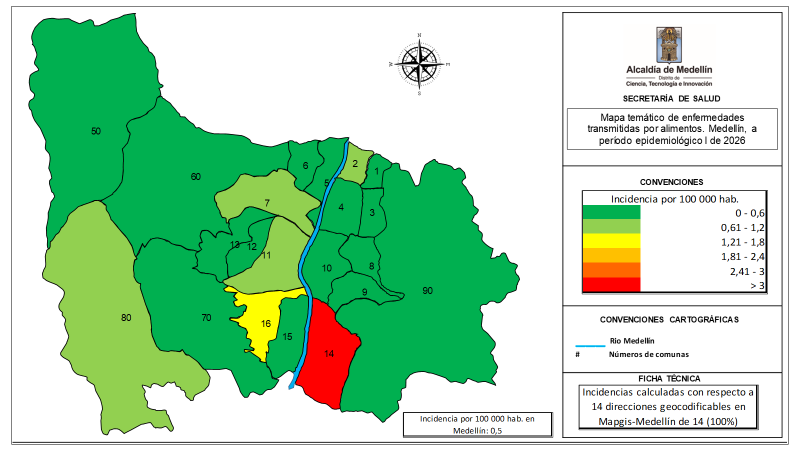 N
W
E
S
50
60
6
5
2
1
7
4
3
13
12
11
10
8
9
90
80
70
16
15
14
Incidencia por 100 000 hab. en
Medellín: 0,5
Alcaldía de Medellín
Distrito de
Ciencia, Tecnología e Innovación
SECRETARÍA DE SALUD
Mapa temático de enfermedades
transmitidas por alimentos. Medellín, a
período epidemiológico I de 2026
CONVENCIONES
Incidencia por 100 000 hab.
0 - 0,6
0,61 - 1,2
1,21 - 1,8
1,81 - 2,4
2,41 - 3
> 3
CONVENCIONES CARTOGRÁFICAS
Rio Medellín
# Números de comunas
FICHA TÉCNICA
Incidencias calculadas con respecto a
14 direcciones geocodificables en
Mapgis-Medellín de 14 (100%)